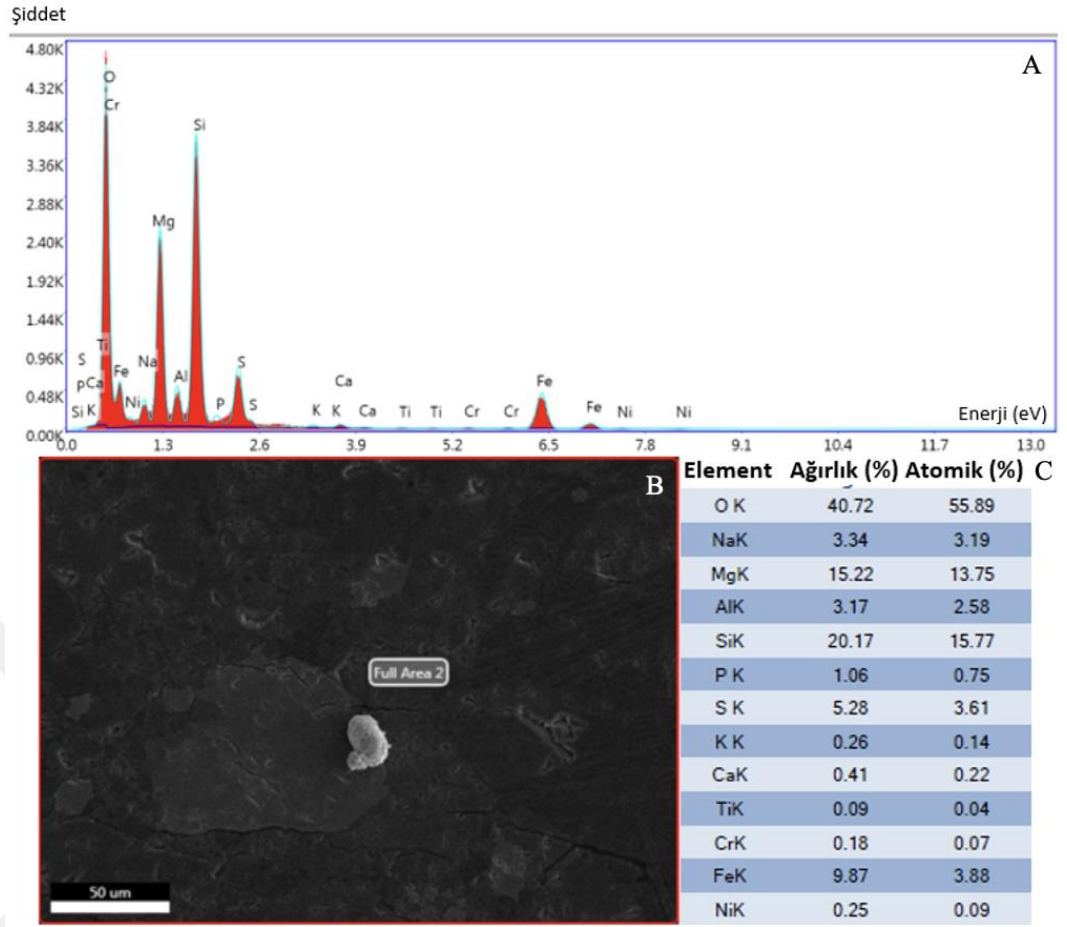 Şiddet
A
4.80K
4.32K
3.84K
3.36K
2.88K
2.40K
1.92K
1.44K
0.96K
0.48K
0.00K
O
Cr
Si
Mg
Ti
S
Fe
Na
Al
P
Ca
Ni
Si
K
P
S
S
K
K
Ca
Ca
Ti
Ti
Cr
Cr
Fe
Fe
Ni
Ni
Enerji (eV)
0.0 1.3 2.6 3.9 5.2 6.5 7.8 9.1 10.4 11.7 13.0
B
Full Area 2
50 um
Element Ağırlık (%) Atomik (%) C
O K 40.72 55.89
NaK 3.34 3.19
MgK 15.22 13.75
AlK 3.17 2.58
SiK 20.17 15.77
P K 1.06 0.75
S K 5.28 3.61
K K 0.26 0.14
CaK 0.41 0.22
TiK 0.09 0.04
CrK 0.18 0.07
FeK 9.87 3.88
NiK 0.25 0.09